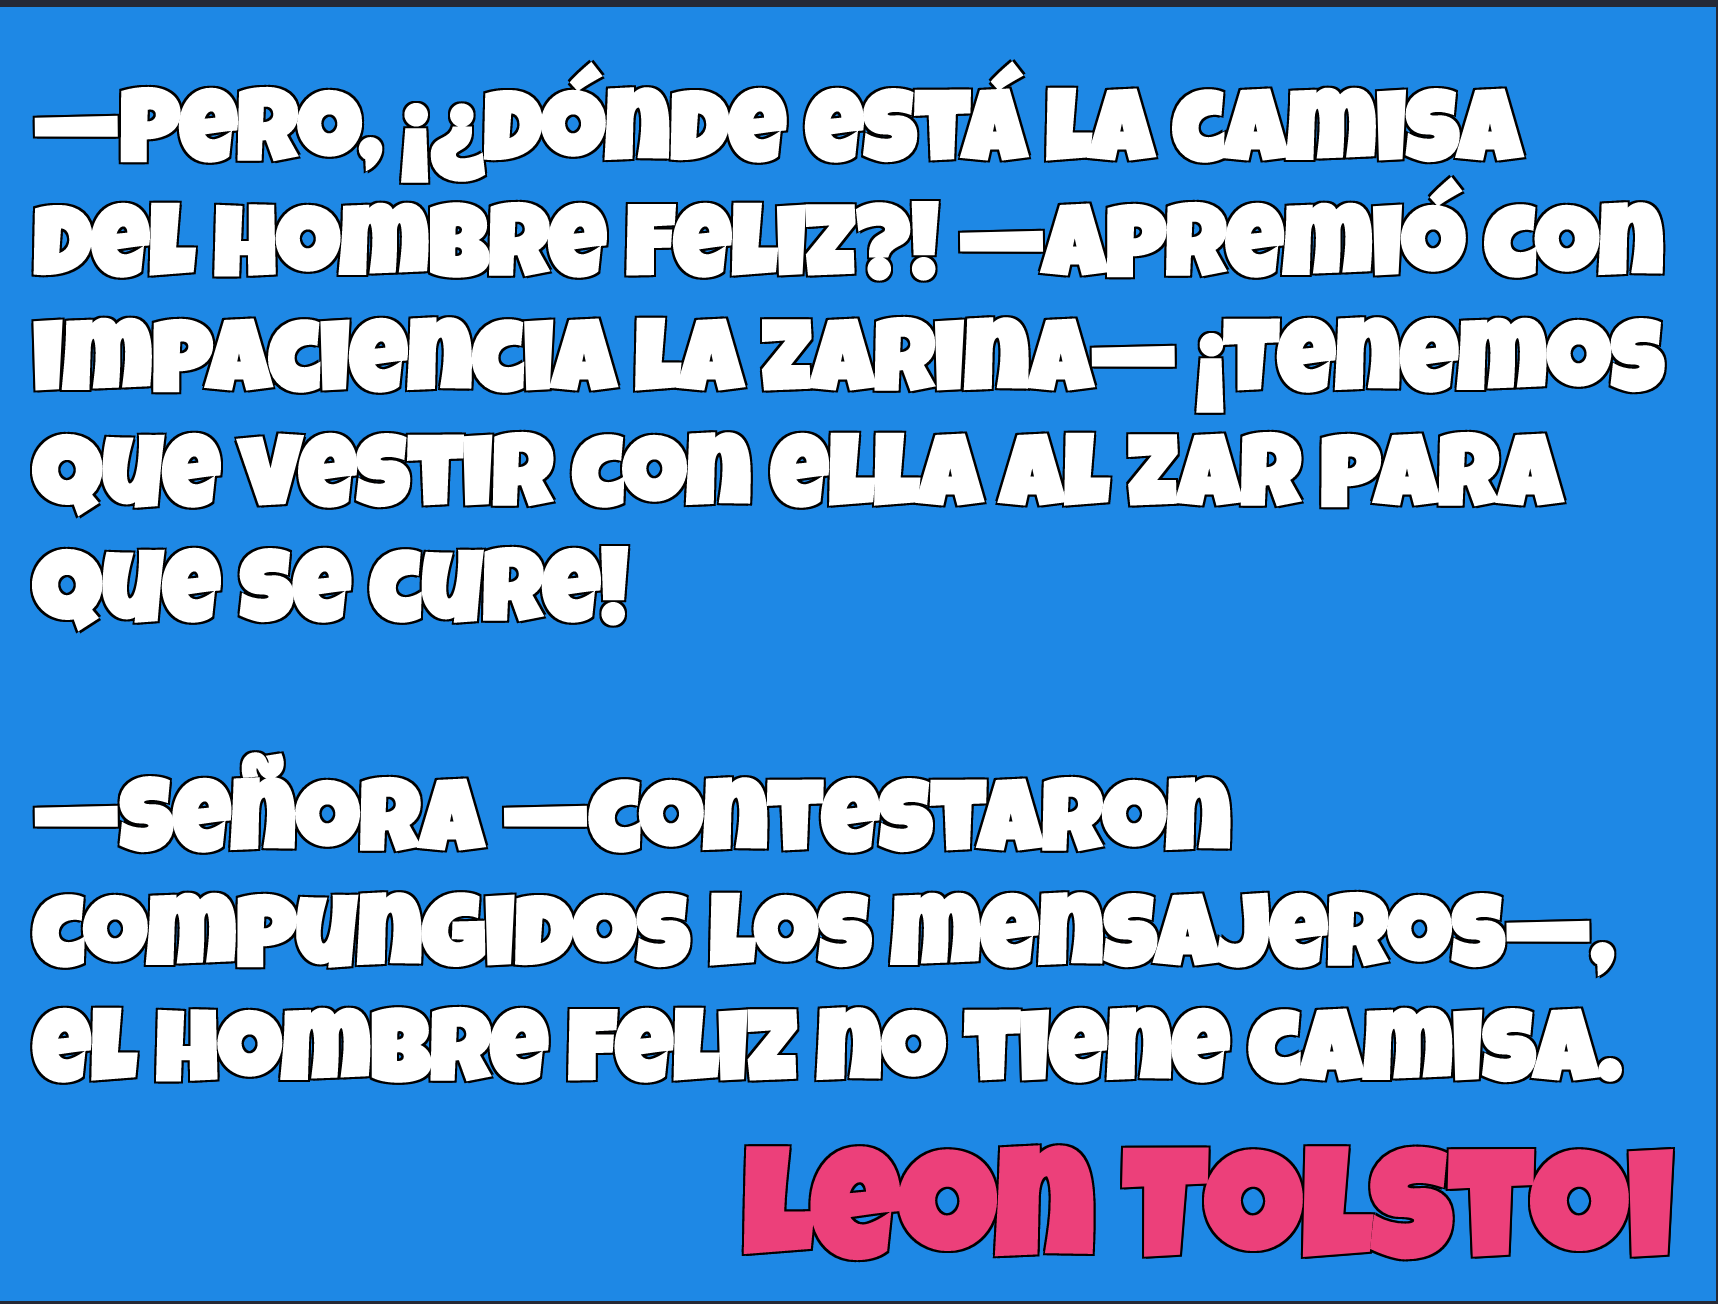 —Pero, ¡¿dónde está la camisa
del hombre feliz?! —apremió con
impaciencia la zarina— ¡Tenemos
que vestir con ella al zar para
que se cure!
—Señora —contestaron
compungidos los mensajeros—,
el hombre feliz no tiene camisa.
Leon Tolstoi